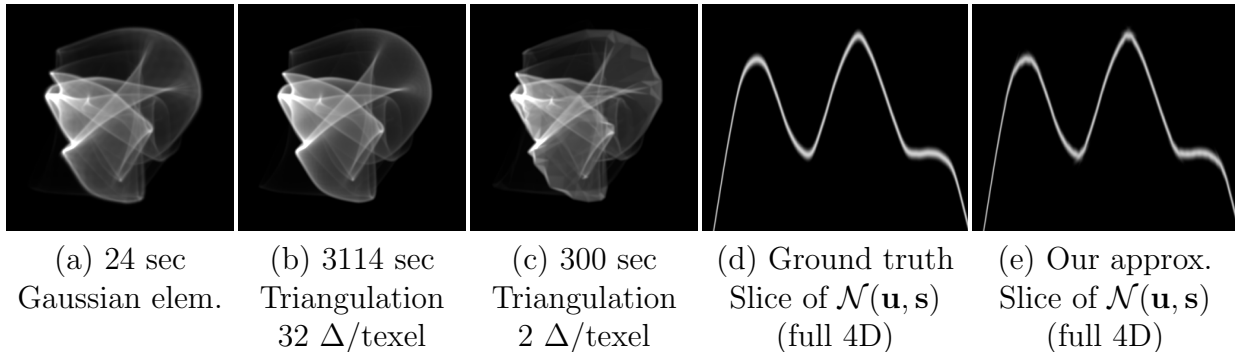 (a) 24 sec
Gaussian elem.
(b) 3114 sec
Triangulation
32 Δ/texel
(c) 300 sec
Triangulation
2 Δ/texel
(d) Ground truth
Slice of 𝒩(u, s)
(full 4D)
(e) Our approx.
Slice of 𝒩(u, s)
(full 4D)